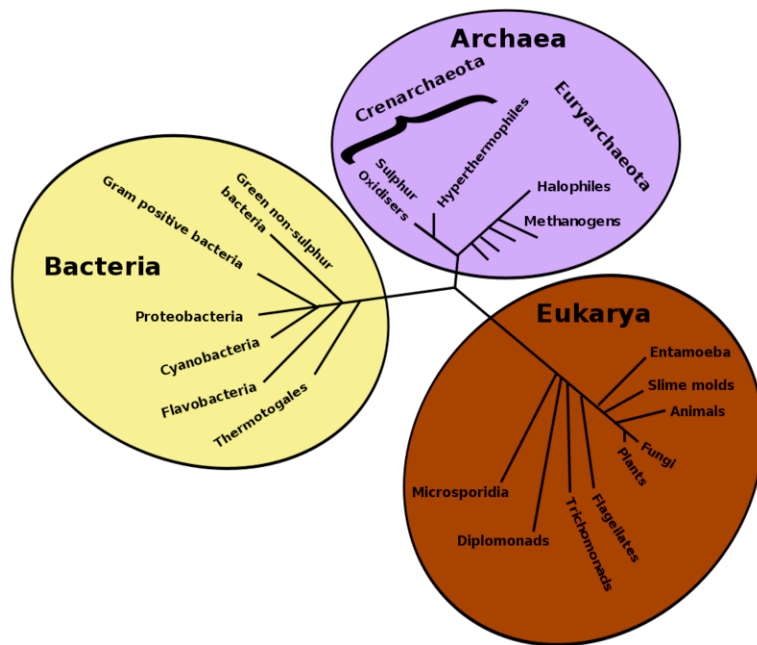 Archaea
Crenarchaeota
Euryarchaeota
Sulphur
Oxidisers
Hyperthermophiles
Halophiles
Methanogens
Bacteria
Green non-sulphur
bacteria
Gram positive bacteria
Proteobacteria
Cyanobacteria
Flavobacteria
Thermotogales
Eukarya
Entamoeba
Slime molds
Animals
Fungi
Plants
Flageilates
Trichomonads
Diplomonads
Microsporidia